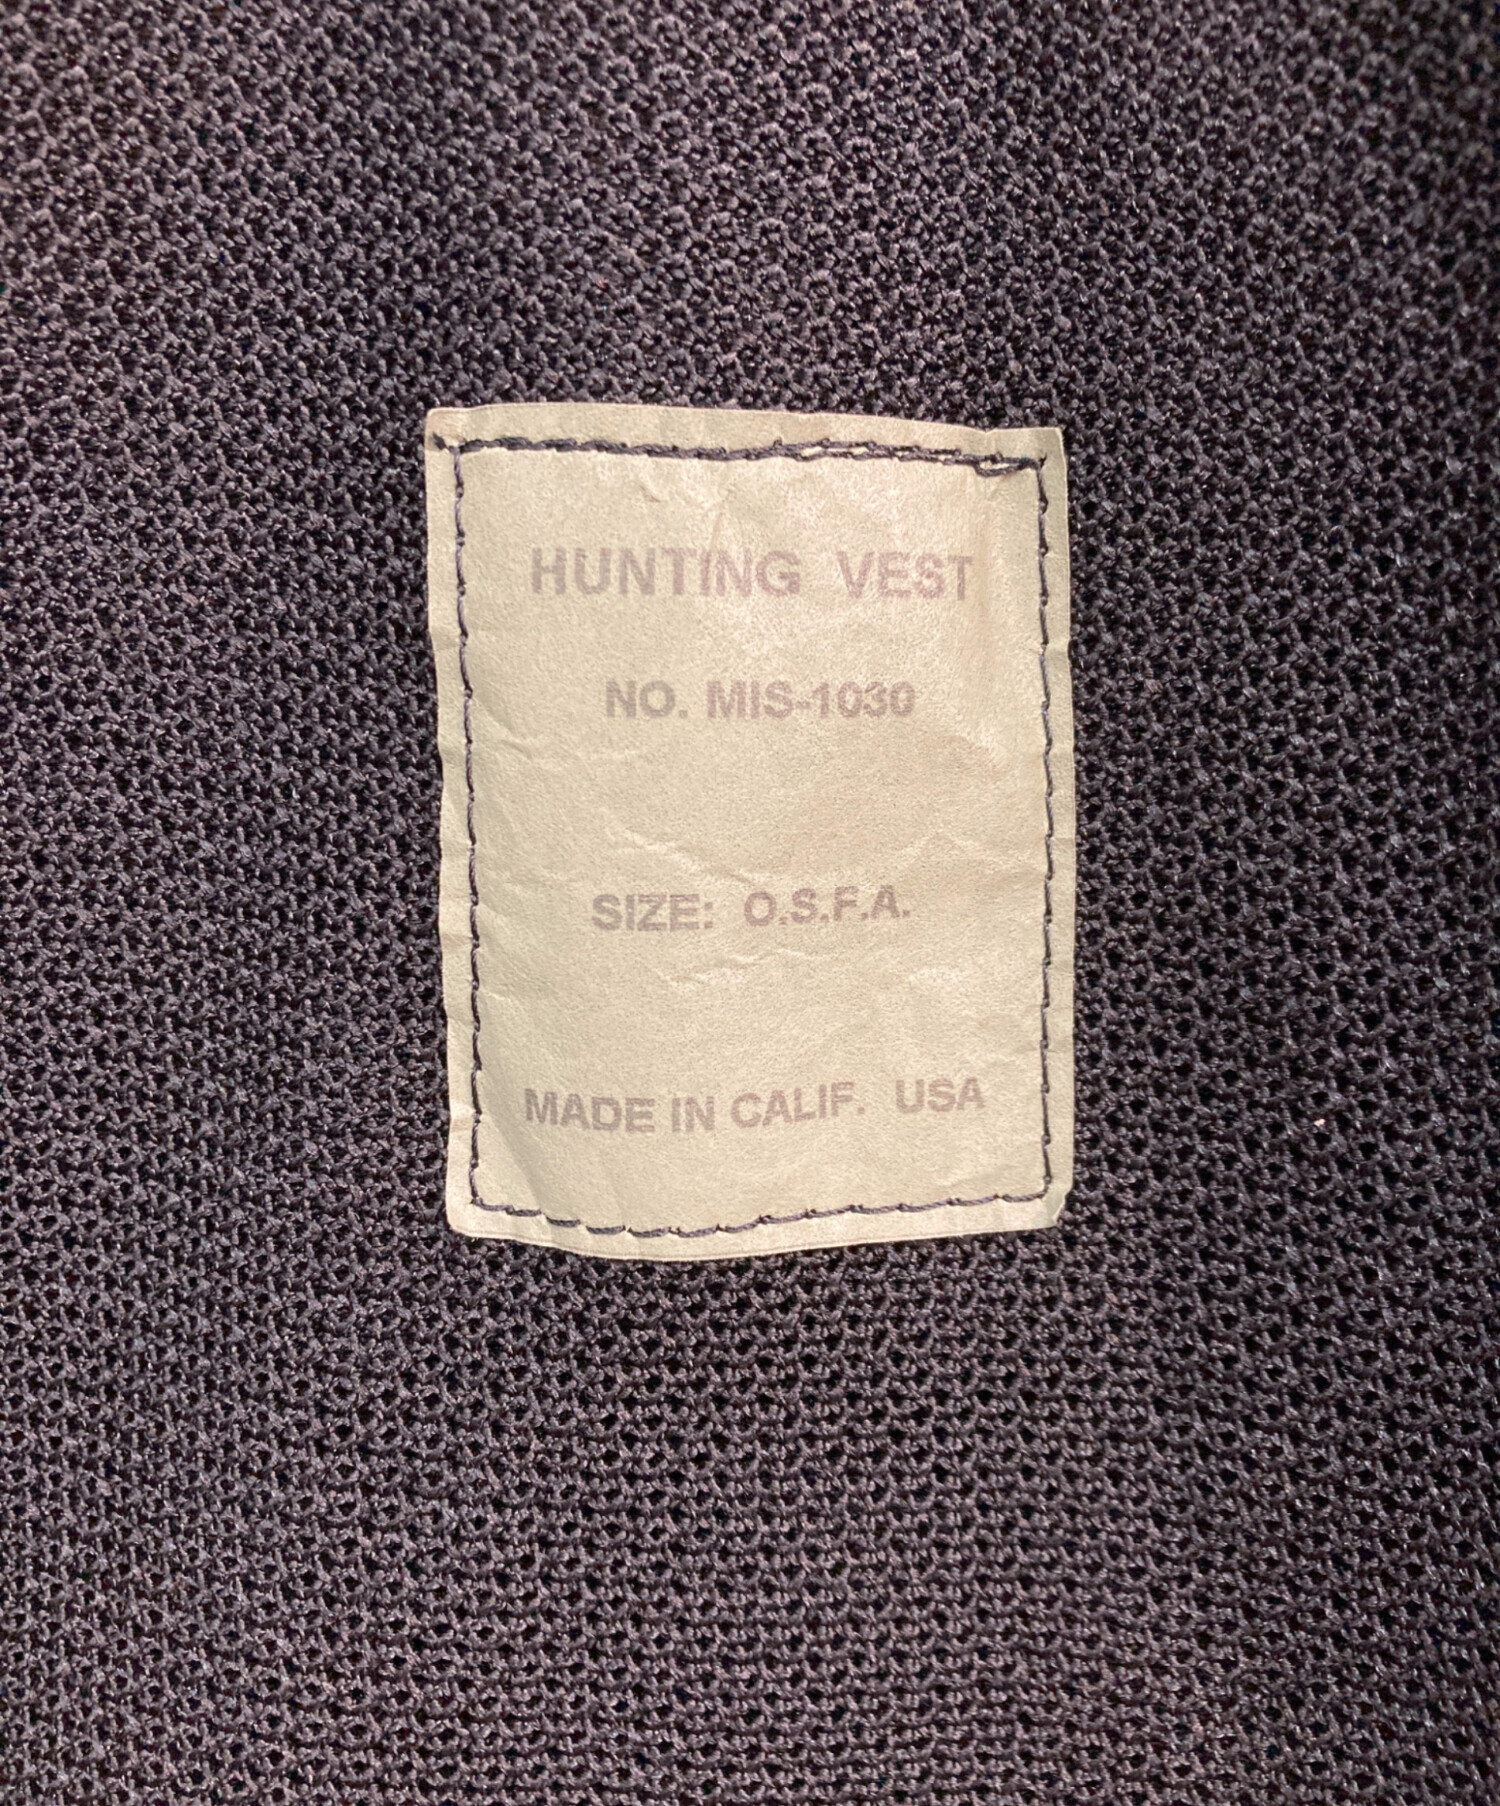 HUNTING VEST
NO. MIS-1030
SIZE: O.S.F.A.
MADE IN CALIF. USA